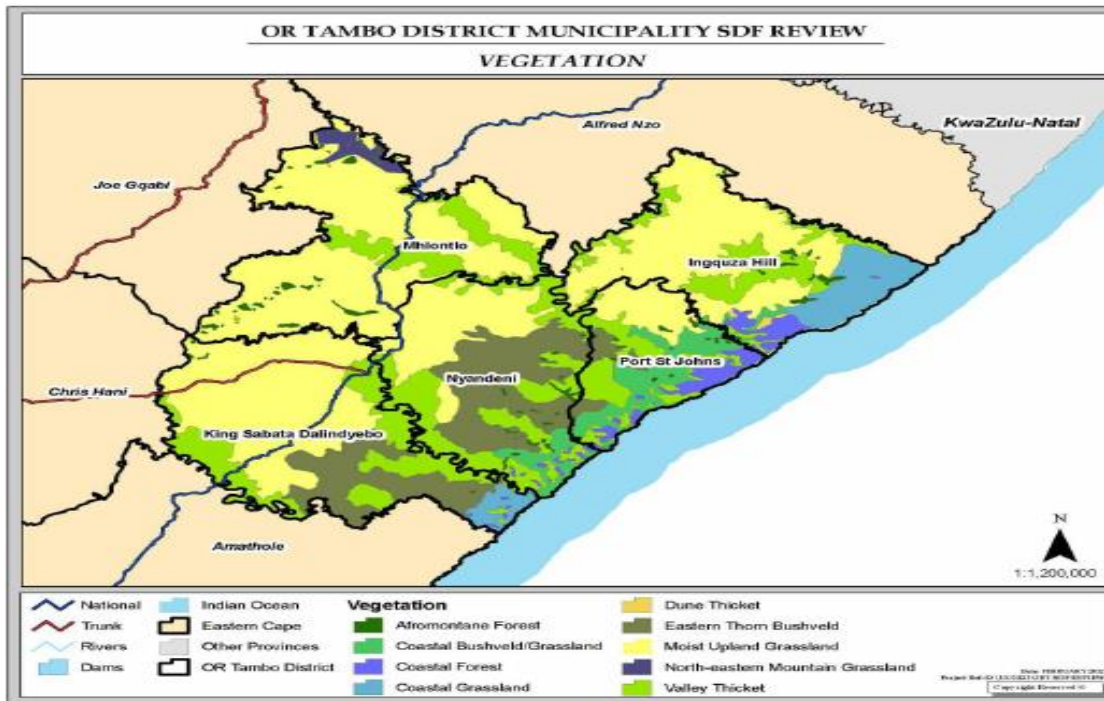 OR TAMBO DISTRICT MUNICIPALITY SDF REVIEW
VEGETATION
Alfred Nzo
KwaZulu-Natal
Joe Gqabi
Mhlontlo
Ingquza Hill
Port St Johns
Nyandeni
Chris Hani
King Sabata Dalindyebo
Amathole
N
1:1,200,000
National
Trunk
Rivers
Dams
Indian Ocean
Eastern Cape
Other Provinces
OR Tambo District
Vegetation
Afromontane Forest
Coastal Bushveld/Grassland
Coastal Forest
Coastal Grassland
Dune Thicket
Eastern Thorn Bushveld
Moist Upland Grassland
North-eastern Mountain Grassland
Valley Thicket
Copyright Reserved ©